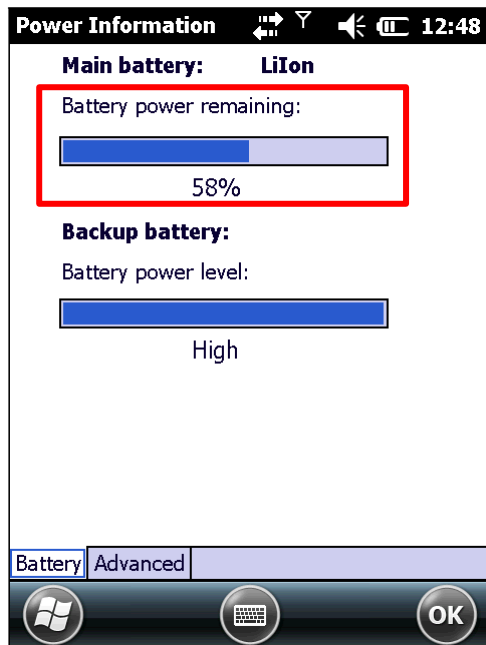 Power Information 12:48
Main battery: LiIon
Battery power remaining:
58%
Backup battery:
Battery power level:
High
Battery Advanced
OK